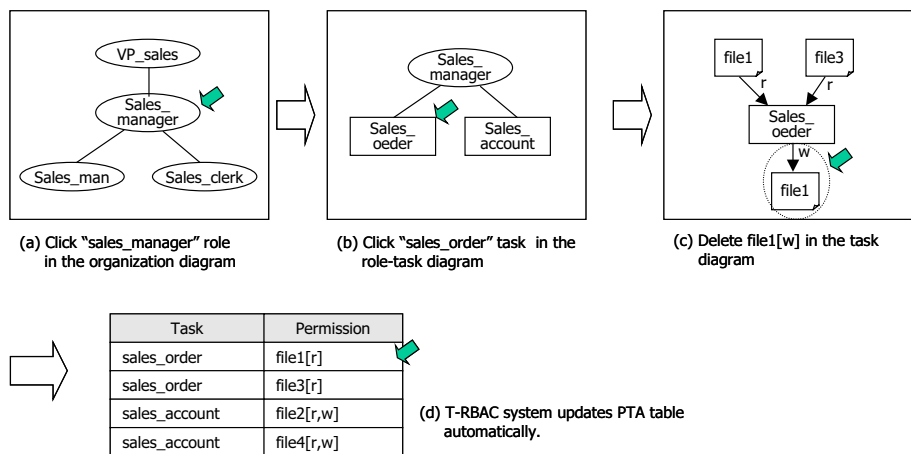 VP_sales
Sales_
manager
Sales_man
Sales_clerk
(a) Click “sales_manager” role
in the organization diagram
Sales_
manager
Sales_
oeder
Sales_
account
(b) Click “sales_order” task in the
role-task diagram
file1
file3
r
r
Sales_
oeder
w
file1
(c) Delete file1[w] in the task
diagram
Task Permission
sales_order file1[r]
sales_order file3[r]
sales_account file2[r,w]
sales_account file4[r,w]
(d) T-RBAC system updates PTA table
automatically.